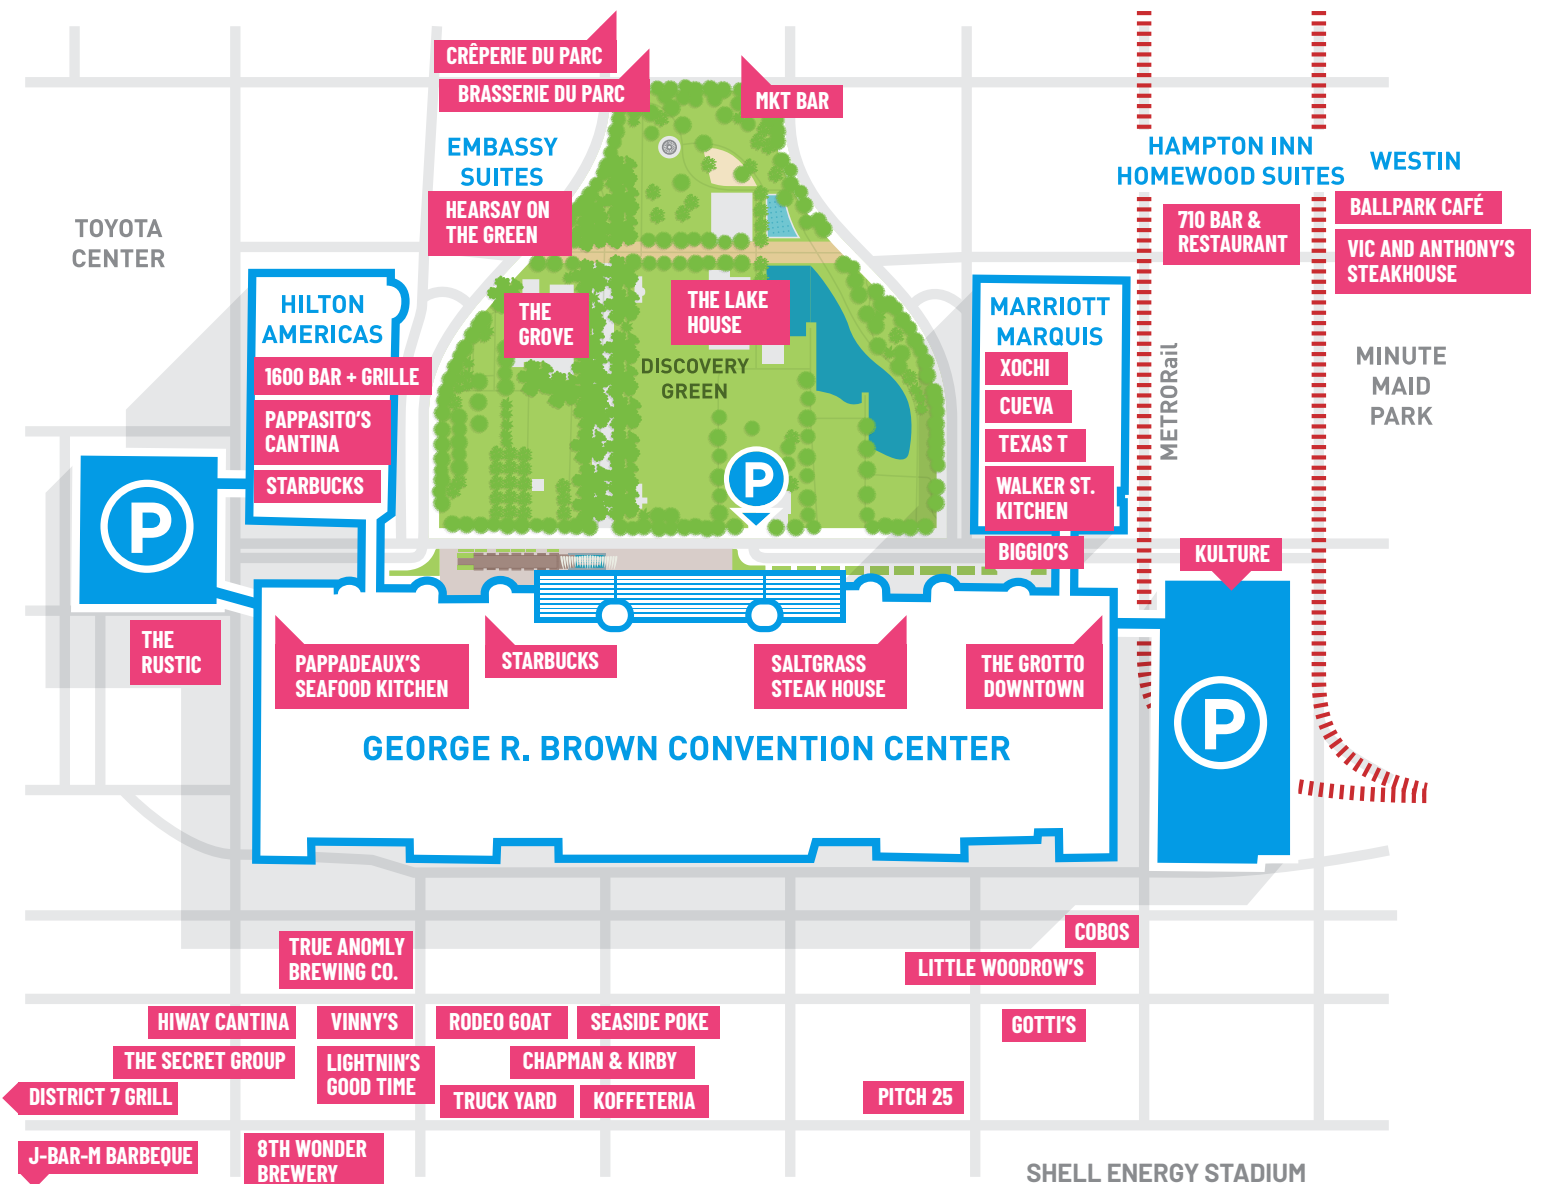 CRÊPERIE DU PARC
BRASSERIE DU PARC
MKT BAR
EMBASSY
SUITES
HEARSAY ON
THE GREEN
HAMPTON INN
HOMEWOOD SUITES
WESTIN
710 BAR &
RESTAURANT
BALLPARK CAFÉ
VIC AND ANTHONY'S
STEAKHOUSE
TOYOTA
CENTER
HILTON
AMERICAS
1600 BAR + GRILLE
PAPPASITO'S
CANTINA
STARBUCKS
THE
GROVE
THE LAKE
HOUSE
DISCOVERY
GREEN
MARRIOTT
MARQUIS
XOCHI
CUEVA
TEXAS T
WALKER ST.
KITCHEN
BIGGIO'S
METRORail
MINUTE
MAID
PARK
P
P
KULTURE
THE
RUSTIC
PAPPADEAUX'S
SEAFOOD KITCHEN
STARBUCKS
SALTGRASS
STEAK HOUSE
THE GROTTO
DOWNTOWN
P
GEORGE R. BROWN CONVENTION CENTER
TRUE ANOMLY
BREWING CO.
COBOS
LITTLE WOODROW'S
HIWAY CANTINA
VINNY'S
RODEO GOAT
SEASIDE POKE
GOTTI'S
THE SECRET GROUP
LIGHTNIN'S
GOOD TIME
CHAPMAN & KIRBY
DISTRICT 7 GRILL
TRUCK YARD
KOFFETERIA
PITCH 25
J-BAR-M BARBEQUE
8TH WONDER
BREWERY
SHELL ENERGY STADIUM